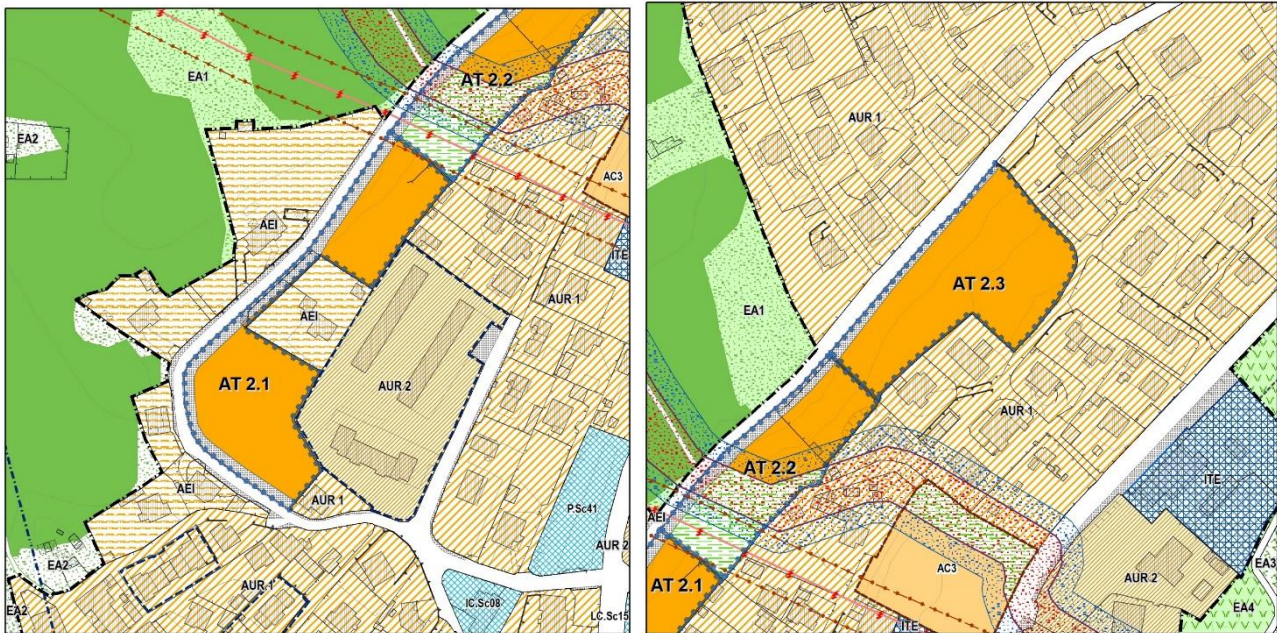 EA1
AT 2.2
EA2
AC3
AEI
ITE
AUR 1
AEI
AT 2.1
AUR 2
AEI
AUR 1
P.Sc41
AUR 2
EA2
AUR 1
EA2
IC.Sc08
LC.Sc15
AUR 1
EA1
AT 2.3
AUR 1
AT 2.2
ITE
AEI
AC3
AUR 2
EA3
AT 2.1
EA4
ITE